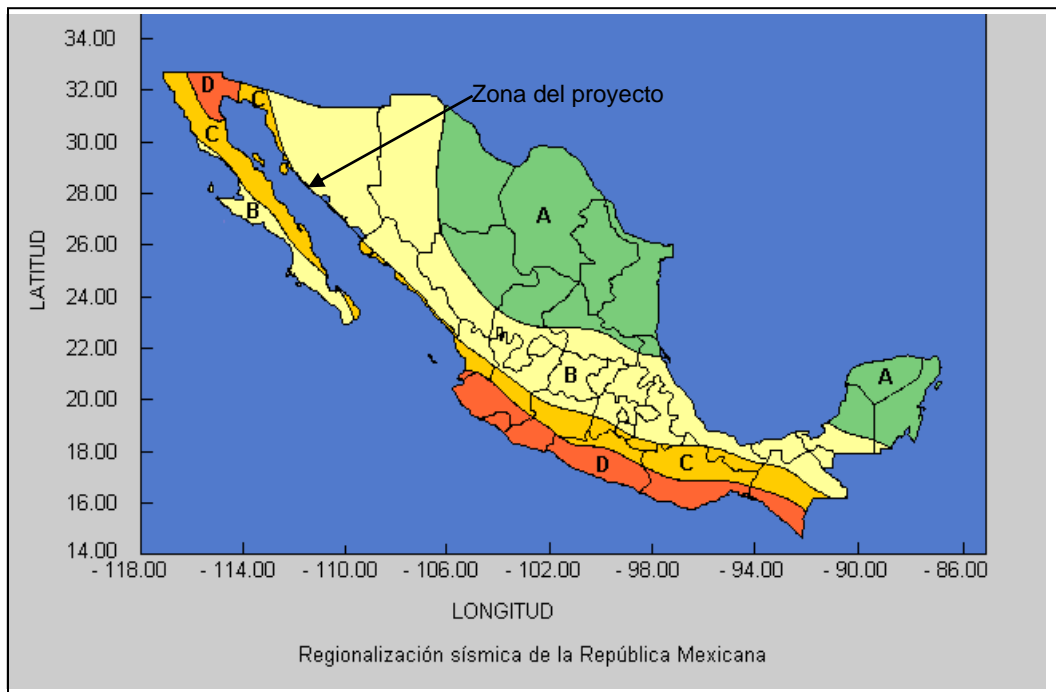 34.00
32.00
30.00
28.00
26.00
24.00
22.00
20.00
18.00
16.00
14.00
LATITUD
D
C
Zona del proyecto
C
B
A
A
B
C
D
- 118.00 - 114.00 - 110.00 - 106.00 - 102.00 - 98.00 - 94.00 - 90.00 - 86.00
LONGITUD
Regionalización sísmica de la República Mexicana